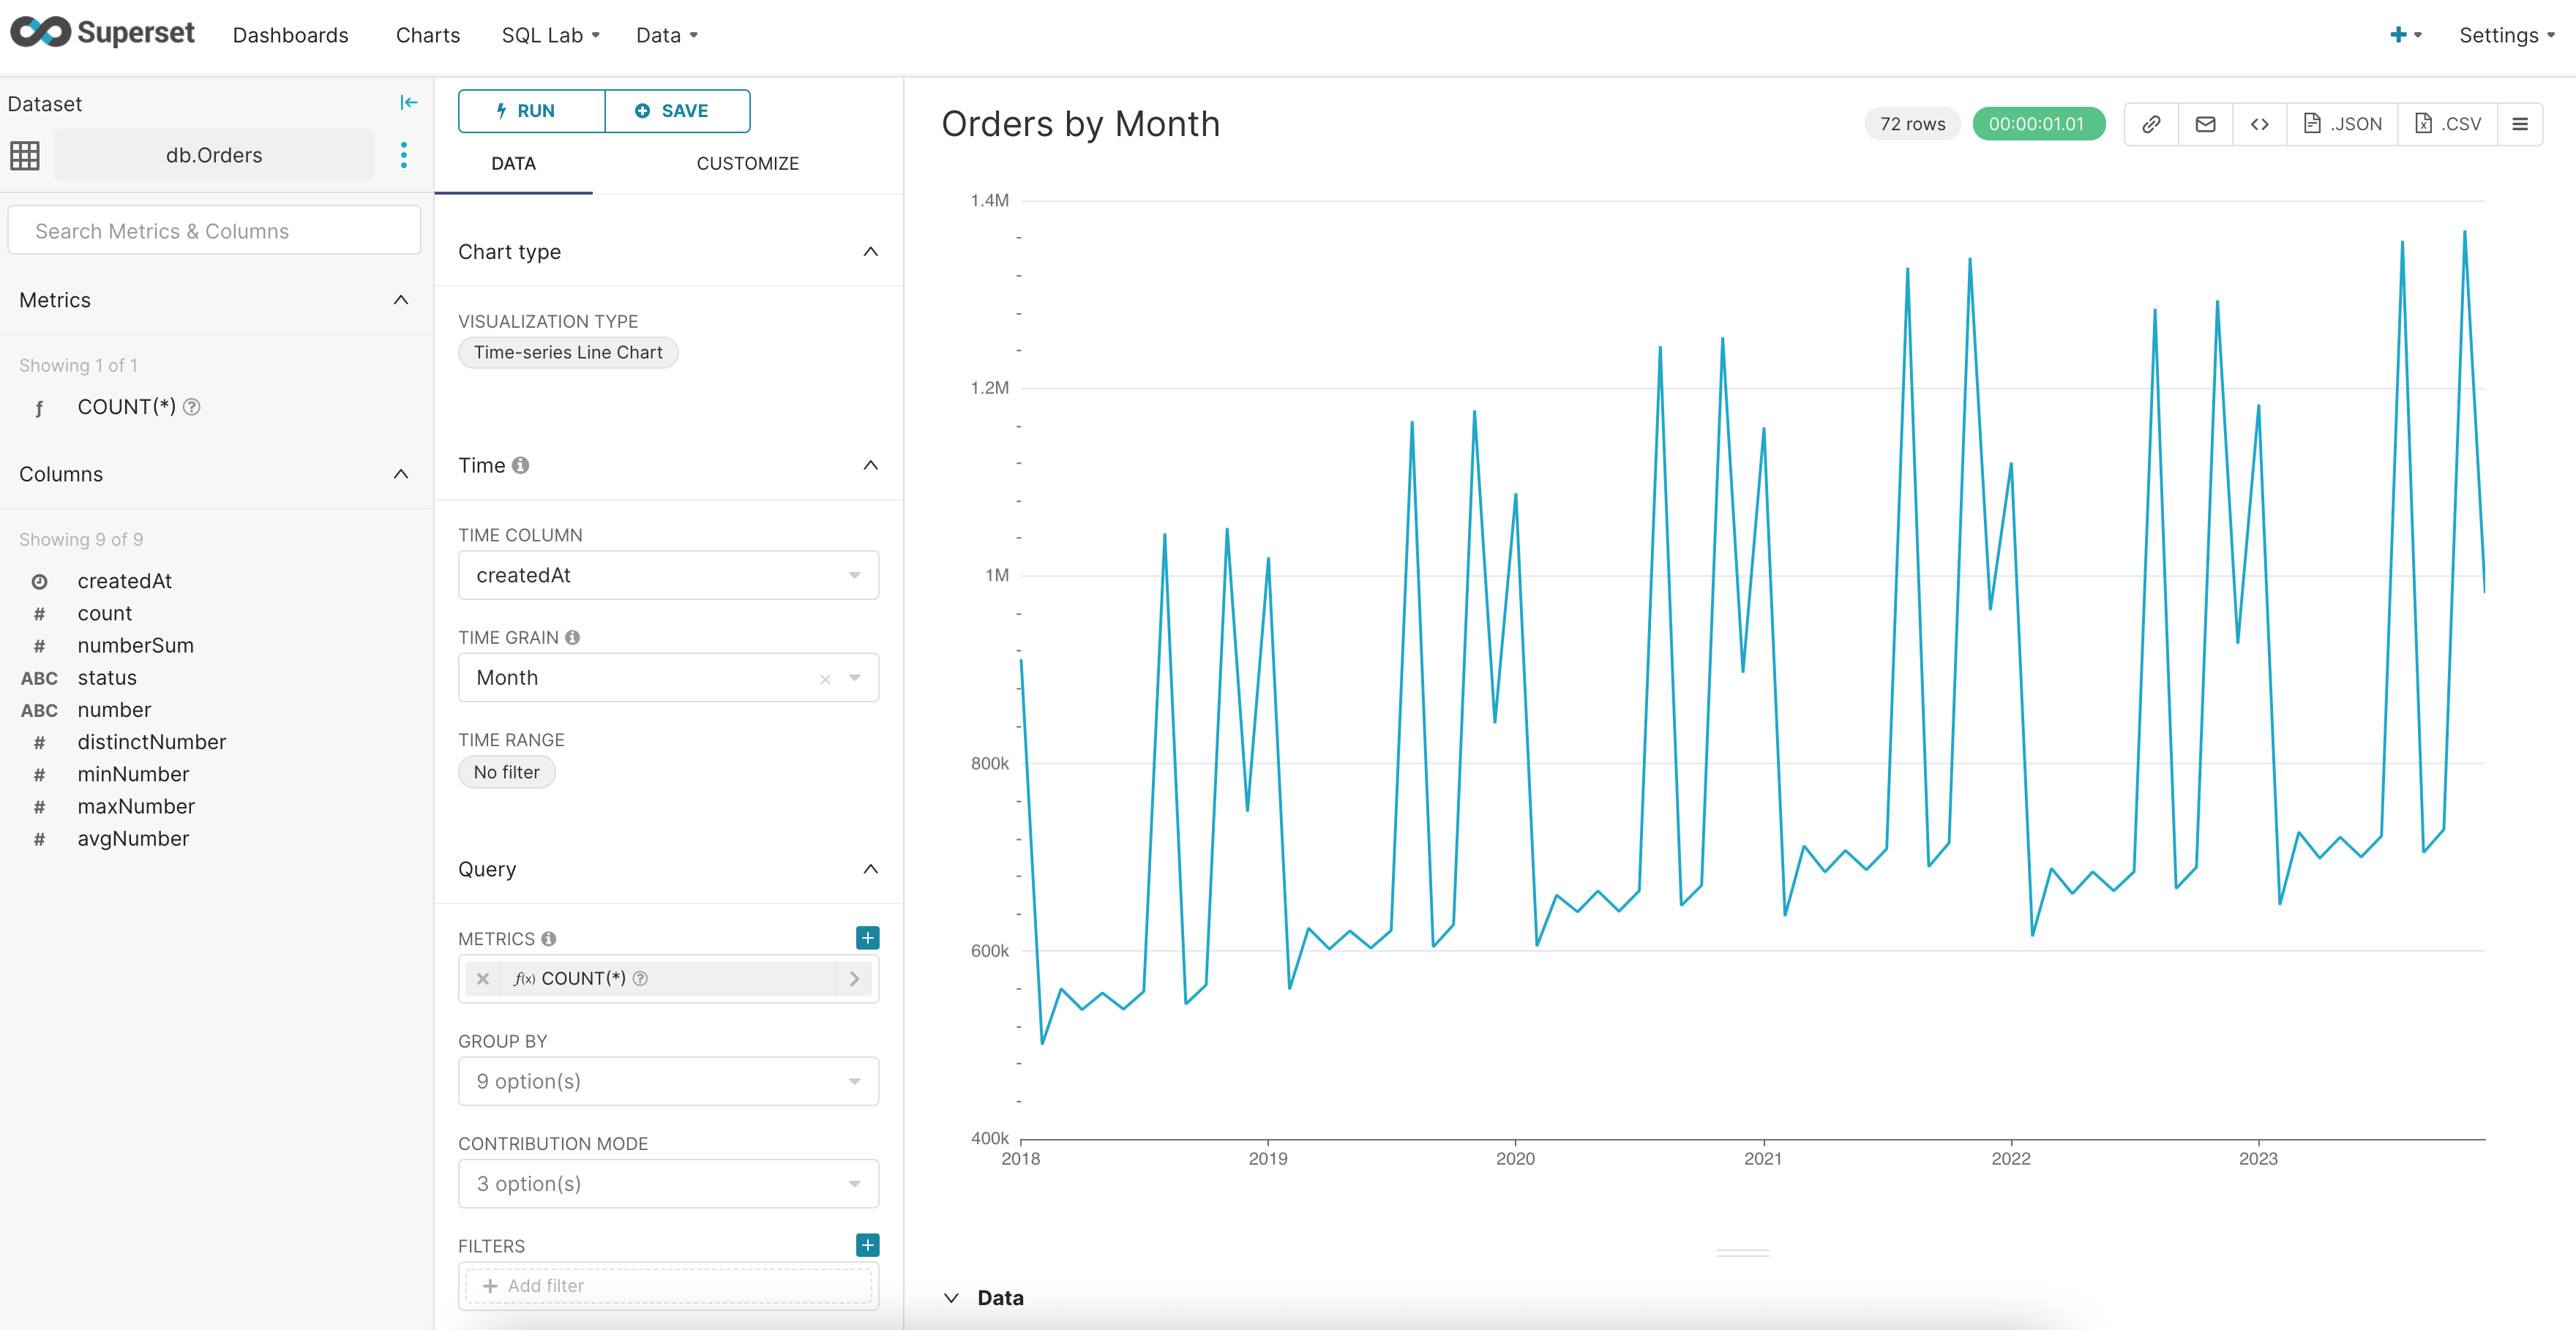 Superset Dashboards Charts SQL Lab Data Settings
Dataset
db.Orders
Search Metrics & Columns
Metrics
Showing 1 of 1
ƒ COUNT(*)
Columns
Showing 9 of 9
createdAt
# count
# numberSum
ABC status
ABC number
# distinctNumber
# minNumber
# maxNumber
# avgNumber
RUN SAVE
DATA CUSTOMIZE
Chart type
VISUALIZATION TYPE
Time-series Line Chart
Time
TIME COLUMN
createdAt
TIME GRAIN
Month
TIME RANGE
No filter
Query
METRICS
ƒ(x) COUNT(*)
GROUP BY
9 option(s)
CONTRIBUTION MODE
3 option(s)
FILTERS
Add filter
Orders by Month
72 rows 00:00:01.01 .JSON .CSV
1.4M
1.2M
1M
800k
600k
400k
2018 2019 2020 2021 2022 2023
Data